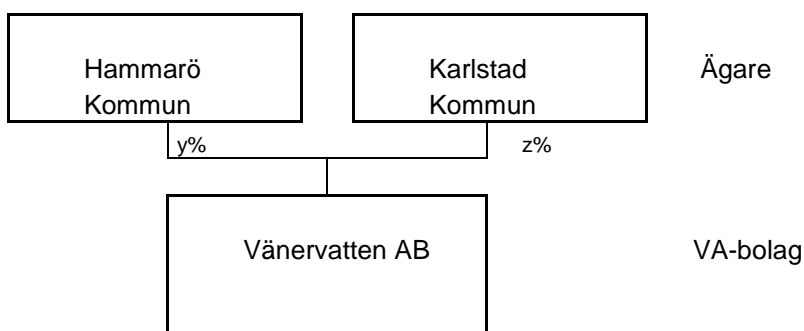 Hammarö
Kommun
Karlstad
Kommun
Ägare
y%
z%
Vänervatten AB
VA-bolag